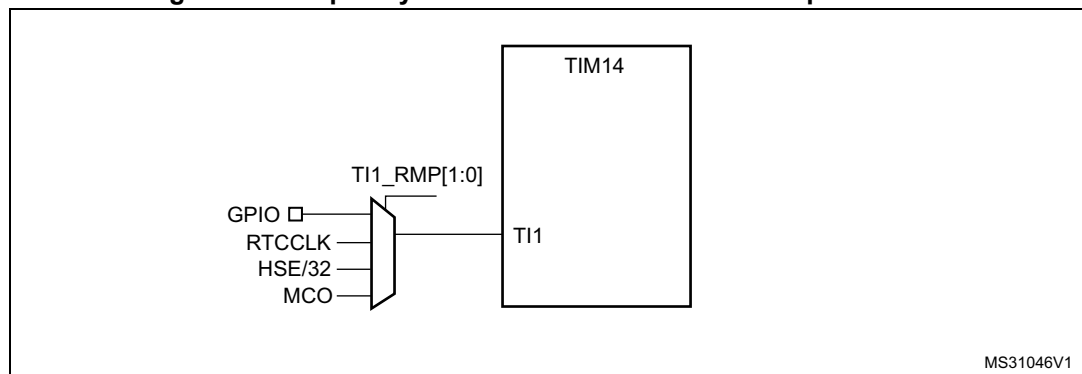 TIM14
TI1_RMP[1:0]
GPIO
RTCCLK
TI1
HSE/32
MCO
MS31046V1